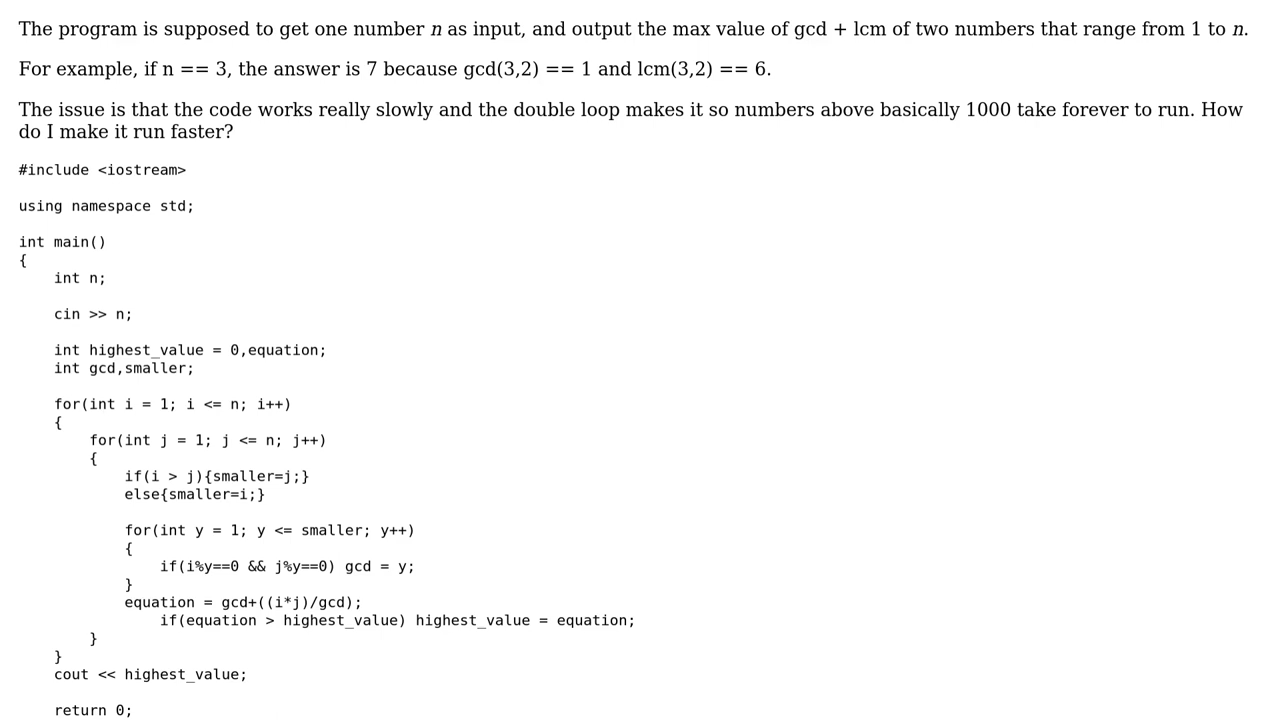 The program is supposed to get one number n as input, and output the max value of gcd + lcm of two numbers that range from 1 to n.
For example, if n == 3, the answer is 7 because gcd(3,2) == 1 and lcm(3,2) == 6.
The issue is that the code works really slowly and the double loop makes it so numbers above basically 1000 take forever to run. How
do I make it run faster?
#include <iostream>
using namespace std;
int main()
{
    int n;
    cin >> n;
    int highest_value = 0,equation;
    int gcd,smaller;
    for(int i = 1; i <= n; i++)
    {
        for(int j = 1; j <= n; j++)
        {
            if(i > j){smaller=j;}
            else{smaller=i;}
            for(int y = 1; y <= smaller; y++)
            {
                if(i%y==0 && j%y==0) gcd = y;
            }
            equation = gcd+((i*j)/gcd);
                if(equation > highest_value) highest_value = equation;
        }
    }
    cout << highest_value;
    return 0;